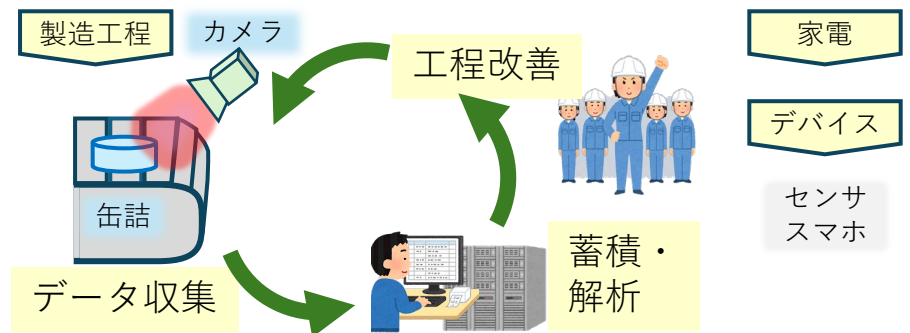 製造工程
カメラ
工程改善
家電
デバイス
缶詰
センサ
スマホ
データ収集
蓄積・
解析